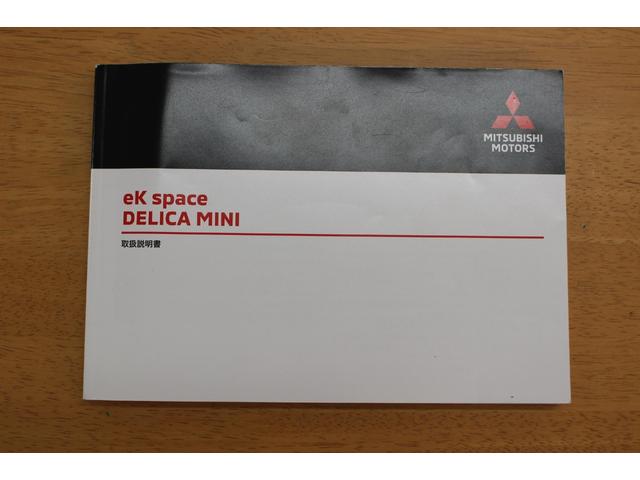 MITSUBISHI
MOTORS
eK space
DELICA MINI
取扱説明書